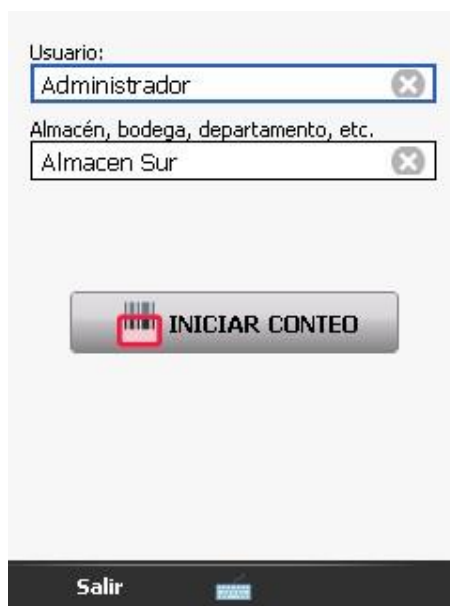 Usuario:
Administrador
Almacén, bodega, departamento, etc.
Almacen Sur
INICIAR CONTEO
Salir